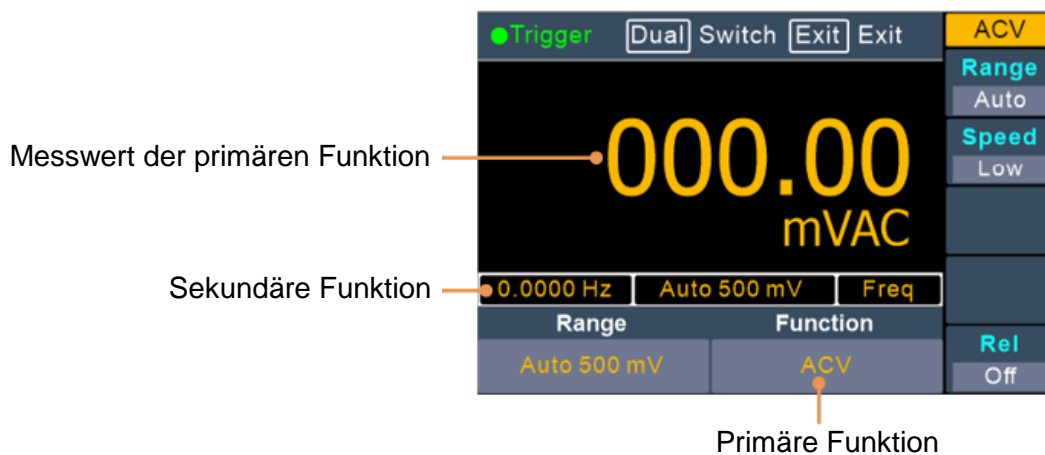 Trigger Dual Switch Exit Exit
ACV
Range
Auto
Speed
Low
Messwert der primären Funktion
000.00
mVAC
Sekundäre Funktion
0.0000 Hz Auto 500 mV Freq
Range Function
Auto 500 mV ACV
Rel
Off
Primäre Funktion